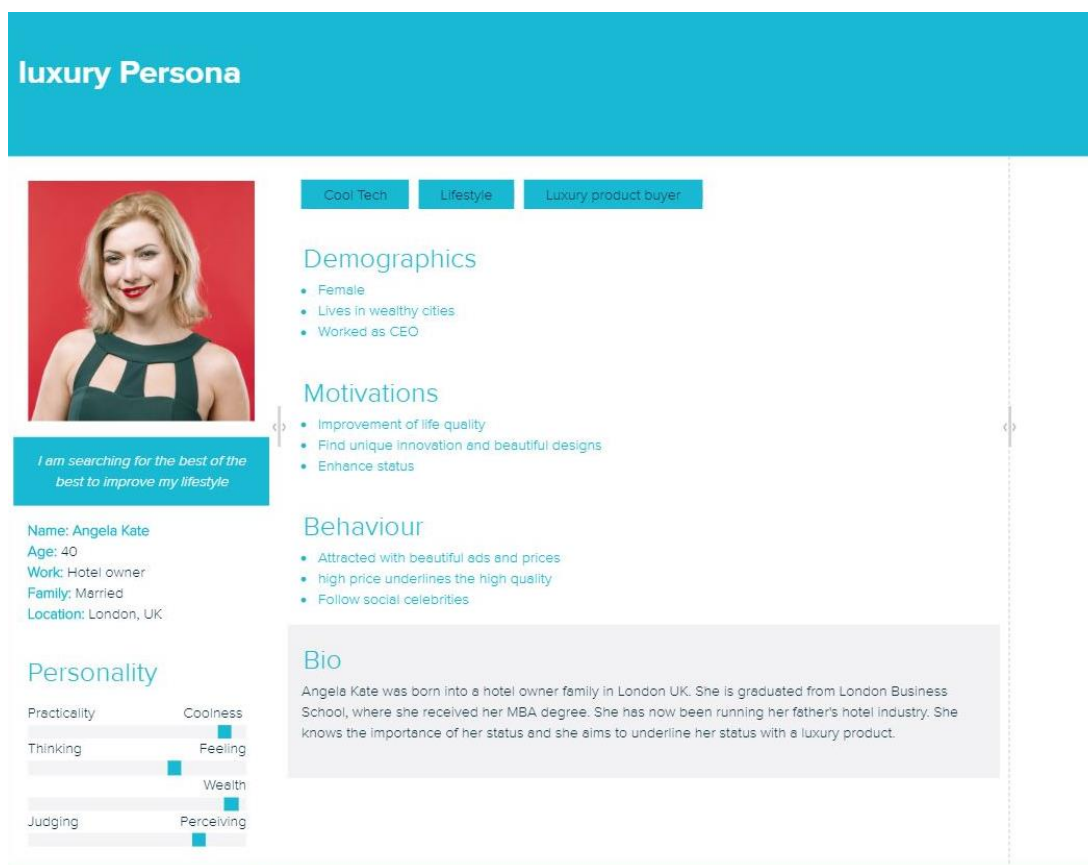 luxury Persona
Cool Tech
Lifestyle
Luxury product buyer
I am searching for the best of the
best to improve my lifestyle
Name: Angela Kate
Age: 40
Work: Hotel owner
Family: Married
Location: London, UK
Personality
Practicality Coolness
Thinking Feeling
Wealth
Judging Perceiving
Demographics
Female
Lives in wealthy cities
Worked as CEO
Motivations
Improvement of life quality
Find unique innovation and beautiful designs
Enhance status
Behaviour
Attracted with beautiful ads and prices
high price underlines the high quality
Follow social celebrities
Bio
Angela Kate was born into a hotel owner family in London UK. She is graduated from London Business
School, where she received her MBA degree. She has now been running her father's hotel industry. She
knows the importance of her status and she aims to underline her status with a luxury product.